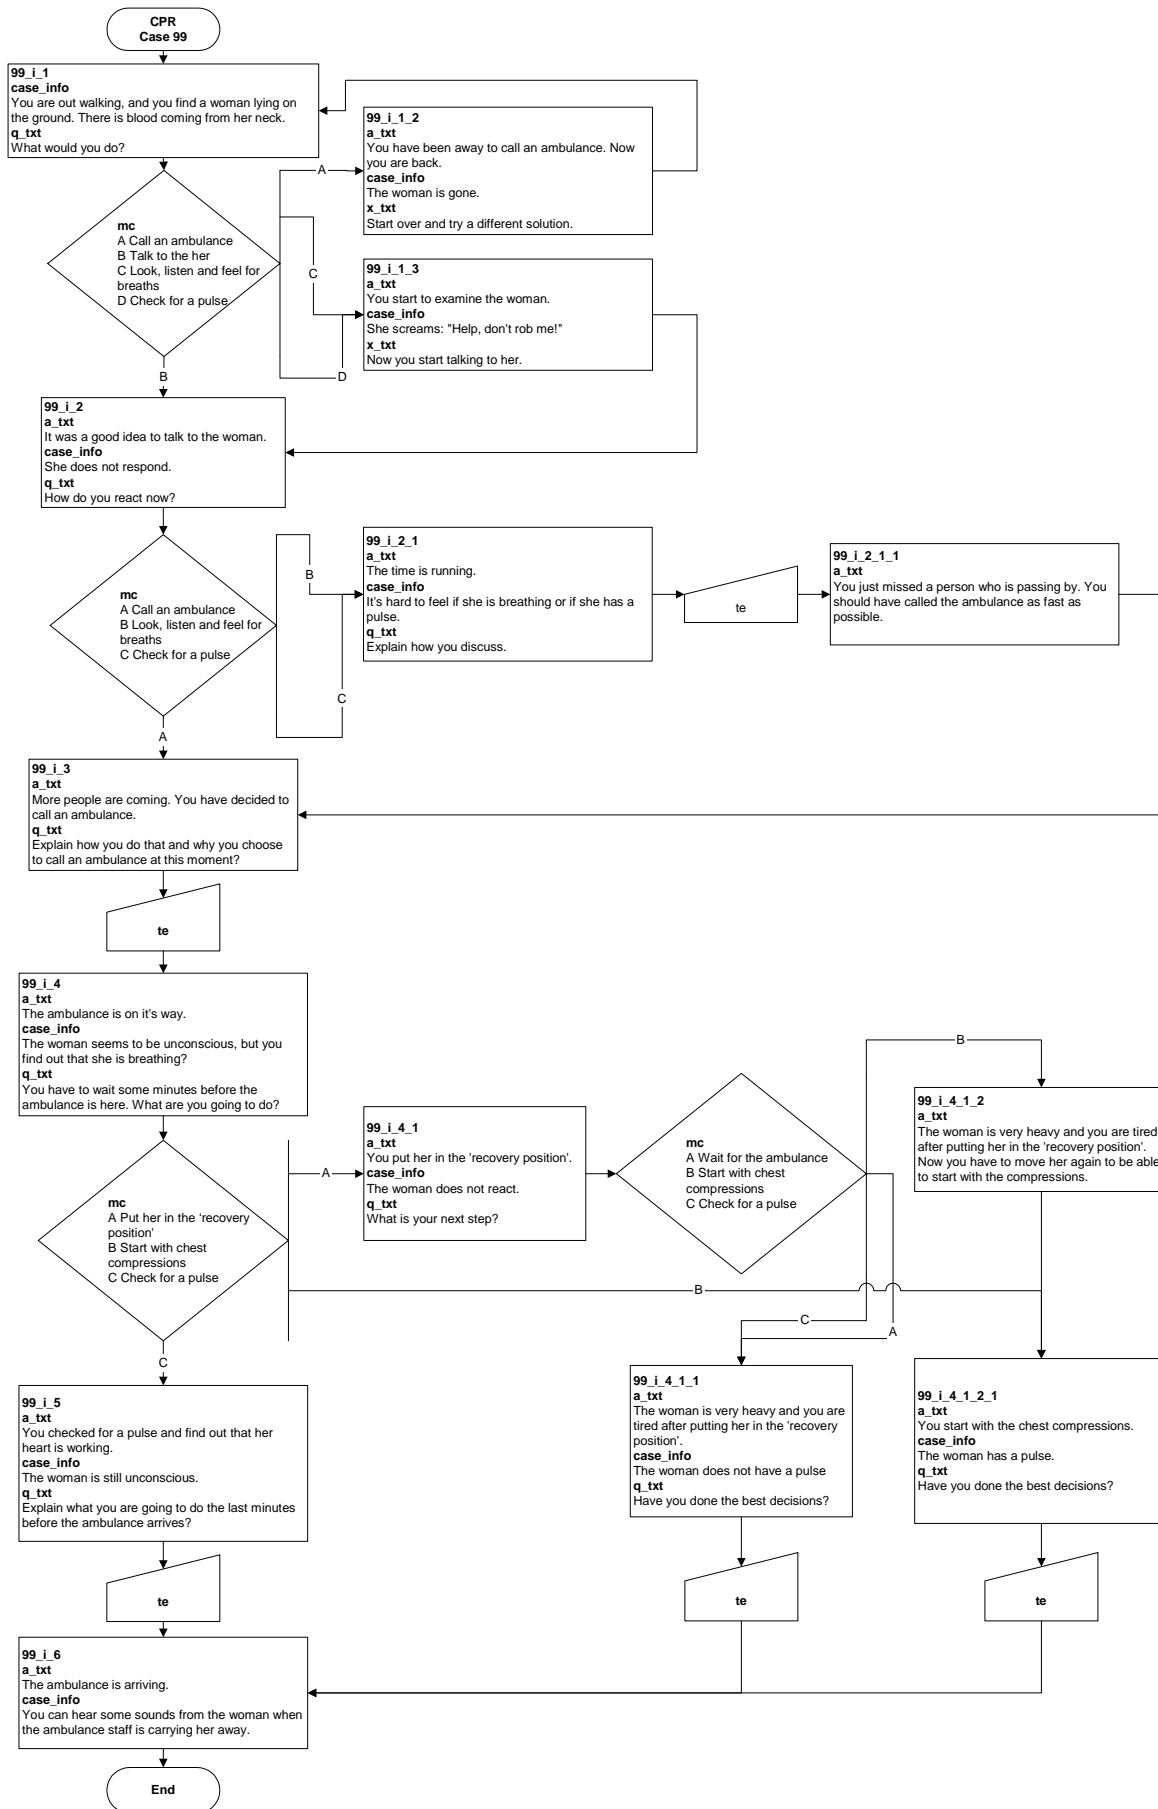 CPR
Case 99
99_i_1
case_info
You are out walking, and you find a woman lying on
the ground. There is blood coming from her neck.
q_txt
What would you do?
mc
A Call an ambulance
B Talk to the her
C Look, listen and feel for
breaths
D Check for a pulse
A
C
D
B
99_i_1_2
a_txt
You have been away to call an ambulance. Now
you are back.
case_info
The woman is gone.
x_txt
Start over and try a different solution.
99_i_1_3
a_txt
You start to examine the woman.
case_info
She screams: "Help, don't rob me!"
x_txt
Now you start talking to her.
99_i_2
a_txt
It was a good idea to talk to the woman.
case_info
She does not respond.
q_txt
How do you react now?
mc
A Call an ambulance
B Look, listen and feel for
breaths
C Check for a pulse
B
C
A
99_i_2_1
a_txt
The time is running.
case_info
It's hard to feel if she is breathing or if she has a
pulse.
q_txt
Explain how you discuss.
te
99_i_2_1_1
a_txt
You just missed a person who is passing by. You
should have called the ambulance as fast as
possible.
99_i_3
a_txt
More people are coming. You have decided to
call an ambulance.
q_txt
Explain how you do that and why you choose
to call an ambulance at this moment?
te
99_i_4
a_txt
The ambulance is on it's way.
case_info
The woman seems to be unconscious, but you
find out that she is breathing?
q_txt
You have to wait some minutes before the
ambulance is here. What are you going to do?
mc
A Put her in the 'recovery
position'
B Start with chest
compressions
C Check for a pulse
A
B
C
99_i_4_1
a_txt
You put her in the 'recovery position'.
case_info
The woman does not react.
q_txt
What is your next step?
mc
A Wait for the ambulance
B Start with chest
compressions
C Check for a pulse
B
C
A
99_i_4_1_2
a_txt
The woman is very heavy and you are tired
after putting her in the 'recovery position'.
Now you have to move her again to be able
to start with the compressions.
99_i_4_1_1
a_txt
The woman is very heavy and you are
tired after putting her in the 'recovery
position'.
case_info
The woman does not have a pulse
q_txt
Have you done the best decisions?
te
99_i_4_1_2_1
a_txt
You start with the chest compressions.
case_info
The woman has a pulse.
q_txt
Have you done the best decisions?
te
99_i_5
a_txt
You checked for a pulse and find out that her
heart is working.
case_info
The woman is still unconscious.
q_txt
Explain what you are going to do the last minutes
before the ambulance arrives?
te
99_i_6
a_txt
The ambulance is arriving.
case_info
You can hear some sounds from the woman when
the ambulance staff is carrying her away.
End